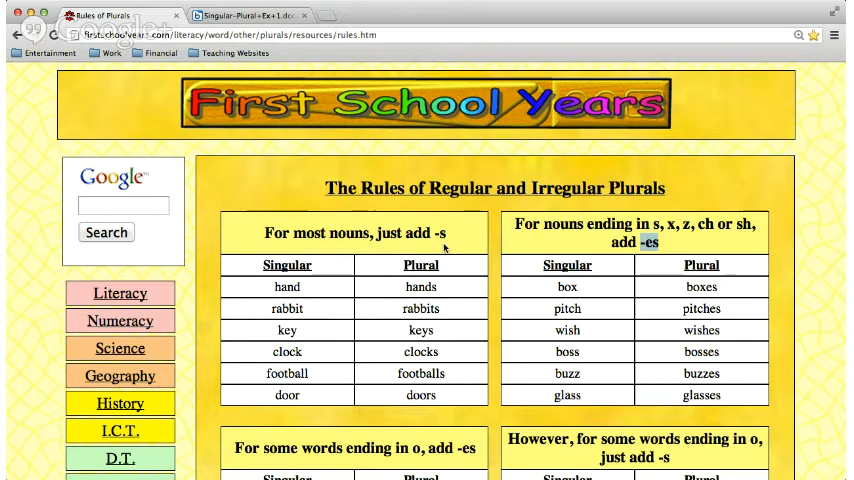 Rules of Plurals
Singular-Plural+Ex+1.doc
Google+
firstschoolyears.com/literacy/word/other/plurals/resources/rules.htm
Entertainment Work Financial Teaching Websites
First School Years
Google
Search
Literacy
Numeracy
Science
Geography
History
I.C.T.
D.T.
The Rules of Regular and Irregular Plurals
For most nouns, just add -s
Singular Plural
hand hands
rabbit rabbits
key keys
clock clocks
football footballs
door doors
For nouns ending in s, x, z, ch or sh,
add -es
Singular Plural
box boxes
pitch pitches
wish wishes
boss bosses
buzz buzzes
glass glasses
For some words ending in o, add -es
Singular Plural
However, for some words ending in o,
just add -s
Singular Plural